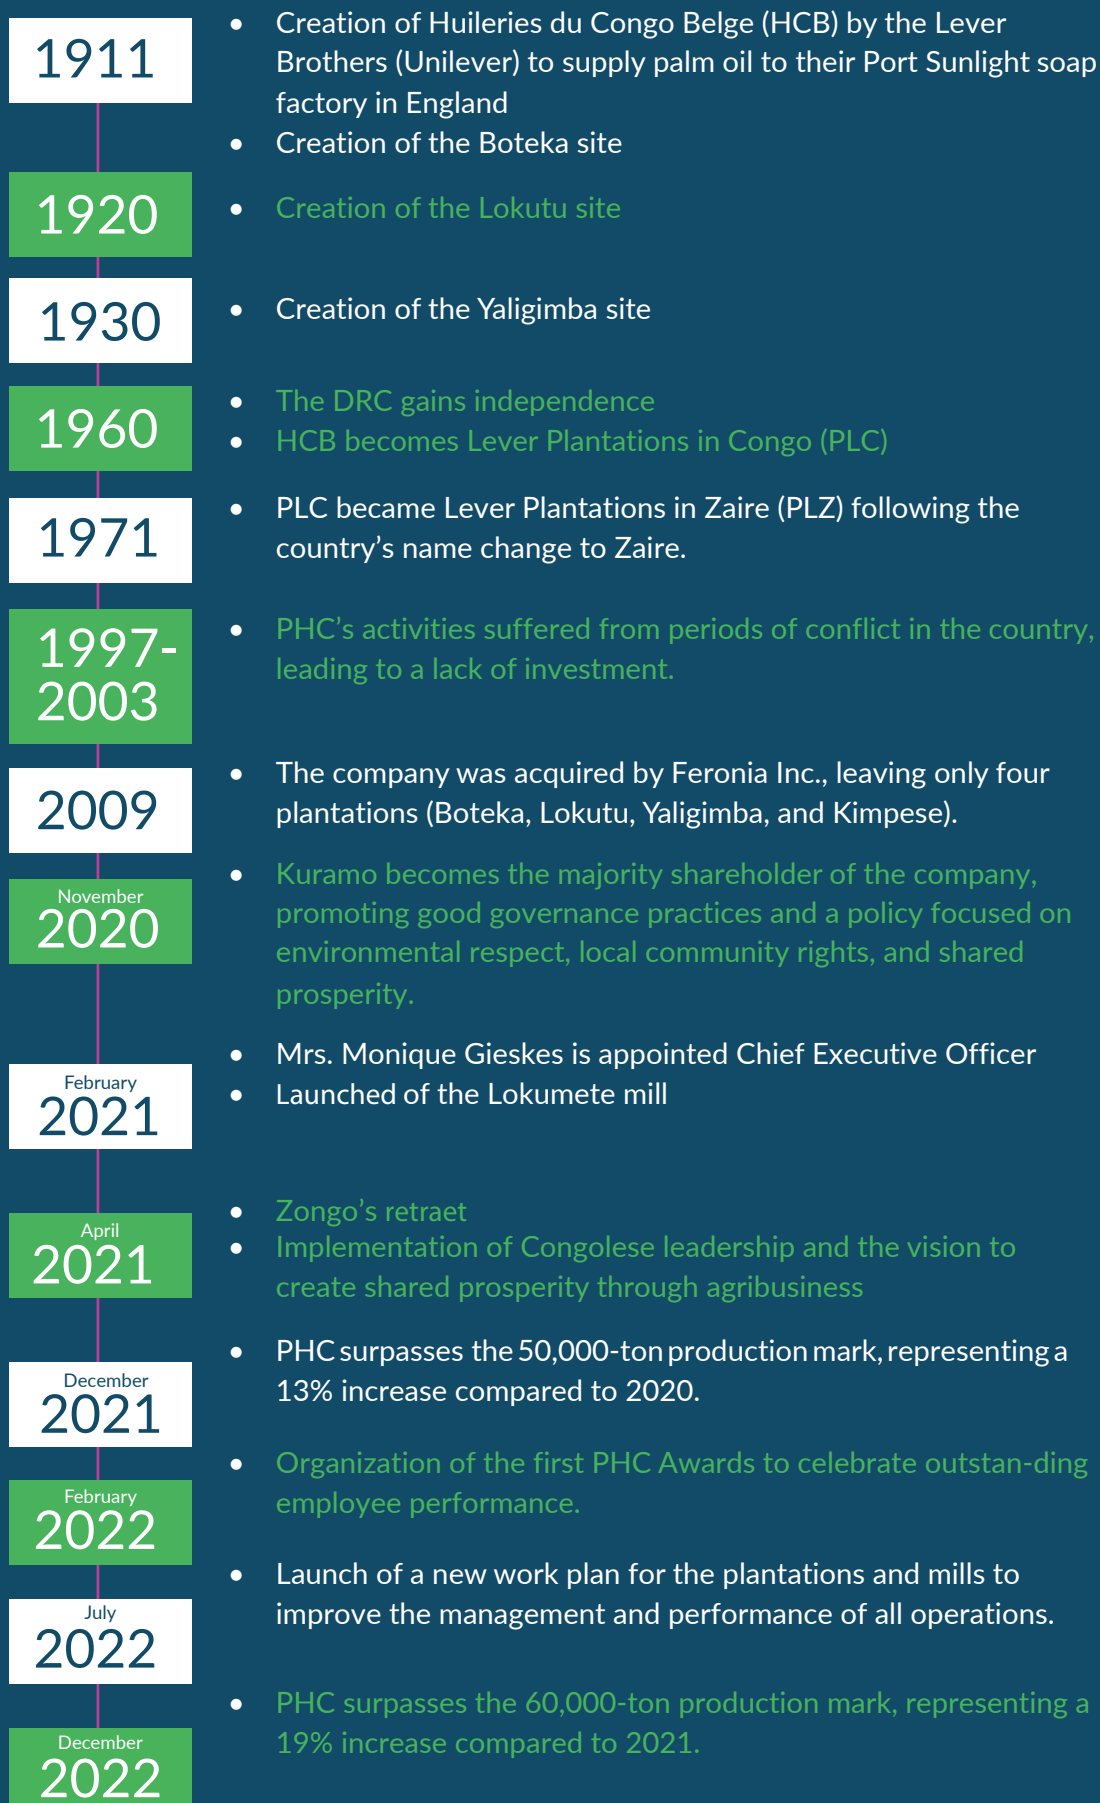 1911
• Creation of Huileries du Congo Belge (HCB) by the Lever
Brothers (Unilever) to supply palm oil to their Port Sunlight soap
factory in England
• Creation of the Boteka site
1920
• Creation of the Lokutu site
1930
• Creation of the Yaligimba site
1960
• The DRC gains independence
• HCB becomes Lever Plantations in Congo (PLC)
1971
• PLC became Lever Plantations in Zaire (PLZ) following the
country’s name change to Zaire.
1997-
2003
• PHC’s activities suffered from periods of conflict in the country,
leading to a lack of investment.
2009
• The company was acquired by Feronia Inc., leaving only four
plantations (Boteka, Lokutu, Yaligimba, and Kimpese).
November
2020
• Kuramo becomes the majority shareholder of the company,
promoting good governance practices and a policy focused on
environmental respect, local community rights, and shared
prosperity.
February
2021
• Mrs. Monique Gieskes is appointed Chief Executive Officer
• Launched of the Lokumete mill
April
2021
• Zongo’s retraet
• Implementation of Congolese leadership and the vision to
create shared prosperity through agribusiness
December
2021
• PHC surpasses the 50,000-ton production mark, representing a
13% increase compared to 2020.
February
2022
• Organization of the first PHC Awards to celebrate outstan-ding
employee performance.
July
2022
• Launch of a new work plan for the plantations and mills to
improve the management and performance of all operations.
December
2022
• PHC surpasses the 60,000-ton production mark, representing a
19% increase compared to 2021.